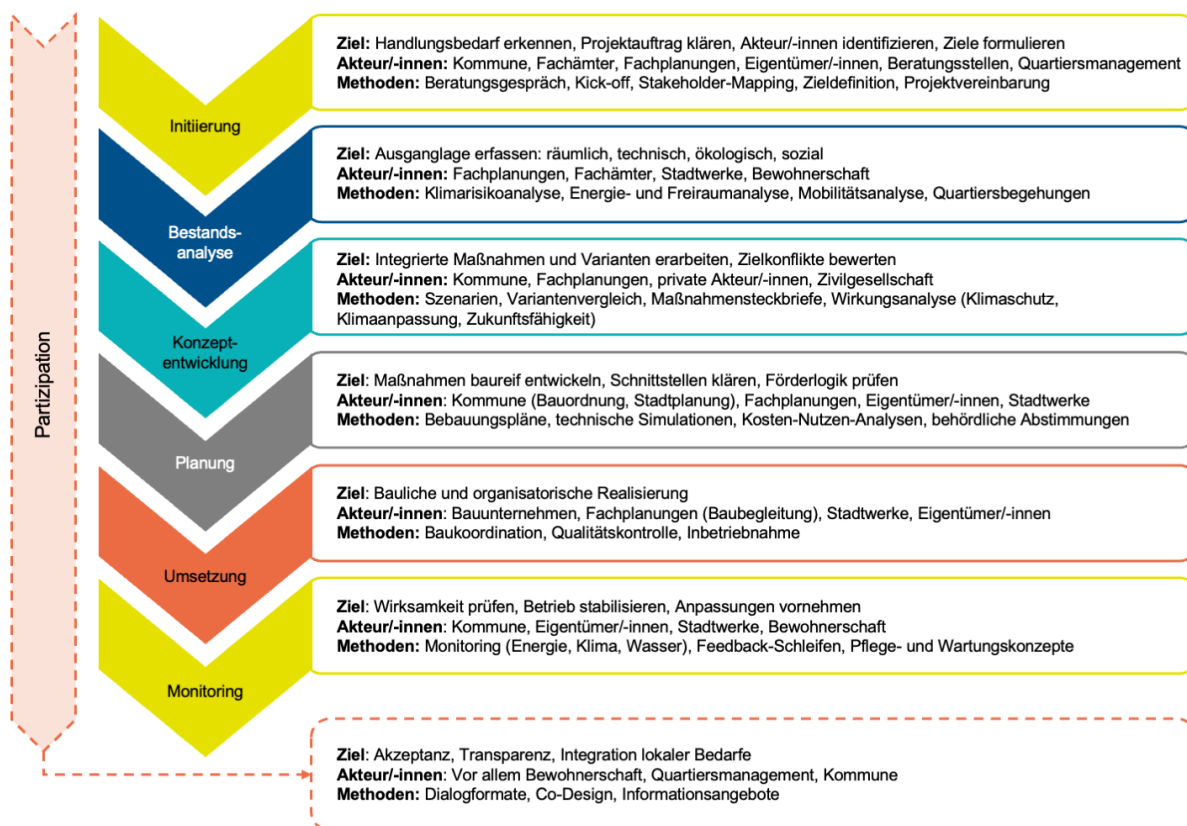 Partizipation
Initiierung
Ziel: Handlungsbedarf erkennen, Projektauftrag klären, Akteur/-innen identifizieren, Ziele formulieren
Akteur/-innen: Kommune, Fachämter, Fachplanungen, Eigentümer/-innen, Beratungsstellen, Quartiersmanagement
Methoden: Beratungsgespräch, Kick-off, Stakeholder-Mapping, Zieldefinition, Projektvereinbarung
Bestands-
analyse
Ziel: Ausganglage erfassen: räumlich, technisch, ökologisch, sozial
Akteur/-innen: Fachplanungen, Fachämter, Stadtwerke, Bewohnerschaft
Methoden: Klimarisikoanalyse, Energie- und Freiraumanalyse, Mobilitätsanalyse, Quartiersbegehungen
Konzept-
entwicklung
Ziel: Integrierte Maßnahmen und Varianten erarbeiten, Zielkonflikte bewerten
Akteur/-innen: Kommune, Fachplanungen, private Akteur/-innen, Zivilgesellschaft
Methoden: Szenarien, Variantenvergleich, Maßnahmensteckbriefe, Wirkungsanalyse (Klimaschutz,
Klimaanpassung, Zukunftsfähigkeit)
Planung
Ziel: Maßnahmen baureif entwickeln, Schnittstellen klären, Förderlogik prüfen
Akteur/-innen: Kommune (Bauordnung, Stadtplanung), Fachplanungen, Eigentümer/-innen, Stadtwerke
Methoden: Bebauungspläne, technische Simulationen, Kosten-Nutzen-Analysen, behördliche Abstimmungen
Umsetzung
Ziel: Bauliche und organisatorische Realisierung
Akteur/-innen: Bauunternehmen, Fachplanungen (Baubegleitung), Stadtwerke, Eigentümer/-innen
Methoden: Baukoordination, Qualitätskontrolle, Inbetriebnahme
Monitoring
Ziel: Wirksamkeit prüfen, Betrieb stabilisieren, Anpassungen vornehmen
Akteur/-innen: Kommune, Eigentümer/-innen, Stadtwerke, Bewohnerschaft
Methoden: Monitoring (Energie, Klima, Wasser), Feedback-Schleifen, Pflege- und Wartungskonzepte
Ziel: Akzeptanz, Transparenz, Integration lokaler Bedarfe
Akteur/-innen: Vor allem Bewohnerschaft, Quartiersmanagement, Kommune
Methoden: Dialogformate, Co-Design, Informationsangebote